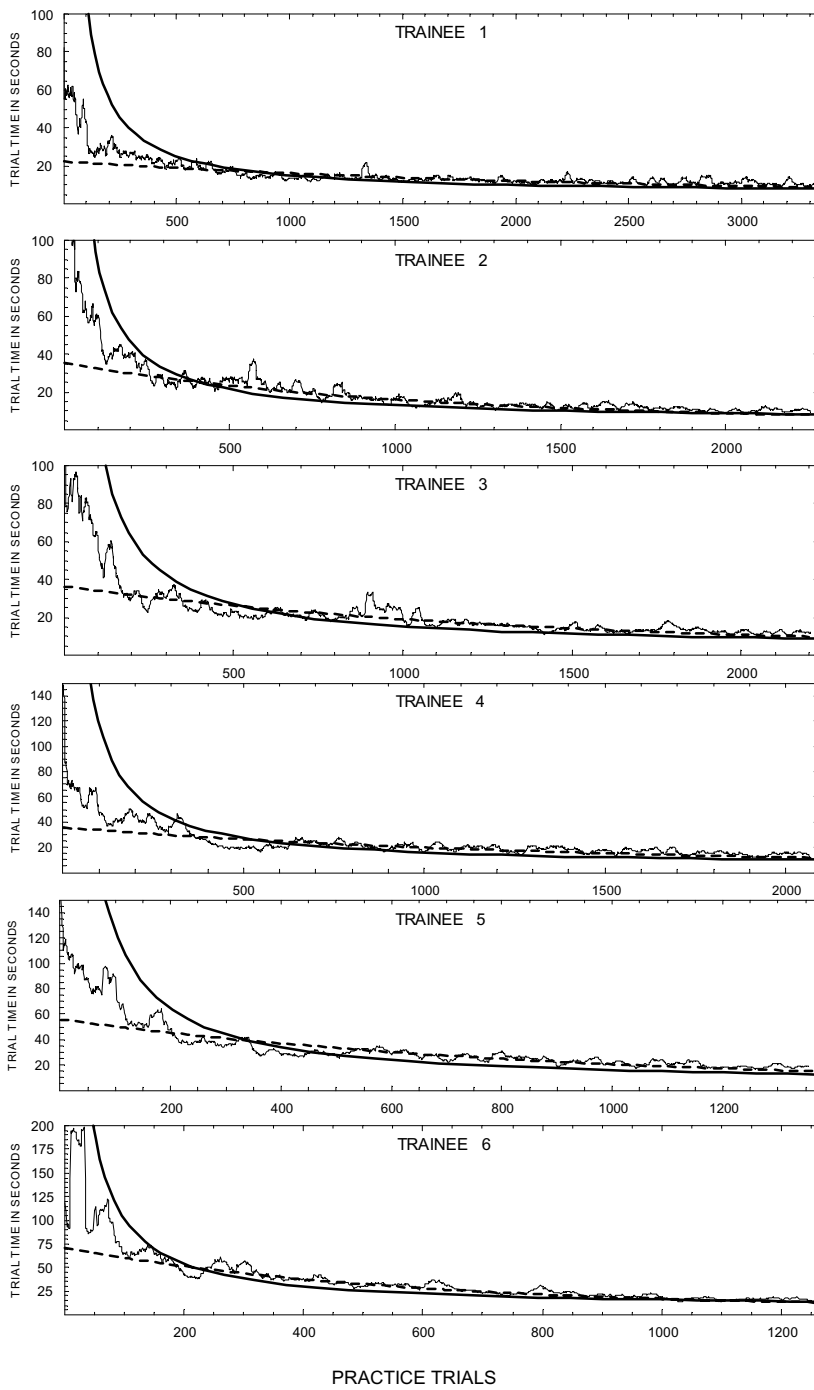 TRAINEE 1
TRIAL TIME IN SECONDS
100
80
60
40
20
500 1000 1500 2000 2500 3000
TRAINEE 2
TRIAL TIME IN SECONDS
100
80
60
40
20
500 1000 1500 2000
TRAINEE 3
TRIAL TIME IN SECONDS
100
80
60
40
20
500 1000 1500 2000
TRAINEE 4
TRIAL TIME IN SECONDS
140
120
100
80
60
40
20
500 1000 1500 2000
TRAINEE 5
TRIAL TIME IN SECONDS
140
120
100
80
60
40
20
200 400 600 800 1000 1200
TRAINEE 6
TRIAL TIME IN SECONDS
200
175
150
125
100
75
50
25
200 400 600 800 1000 1200
PRACTICE TRIALS